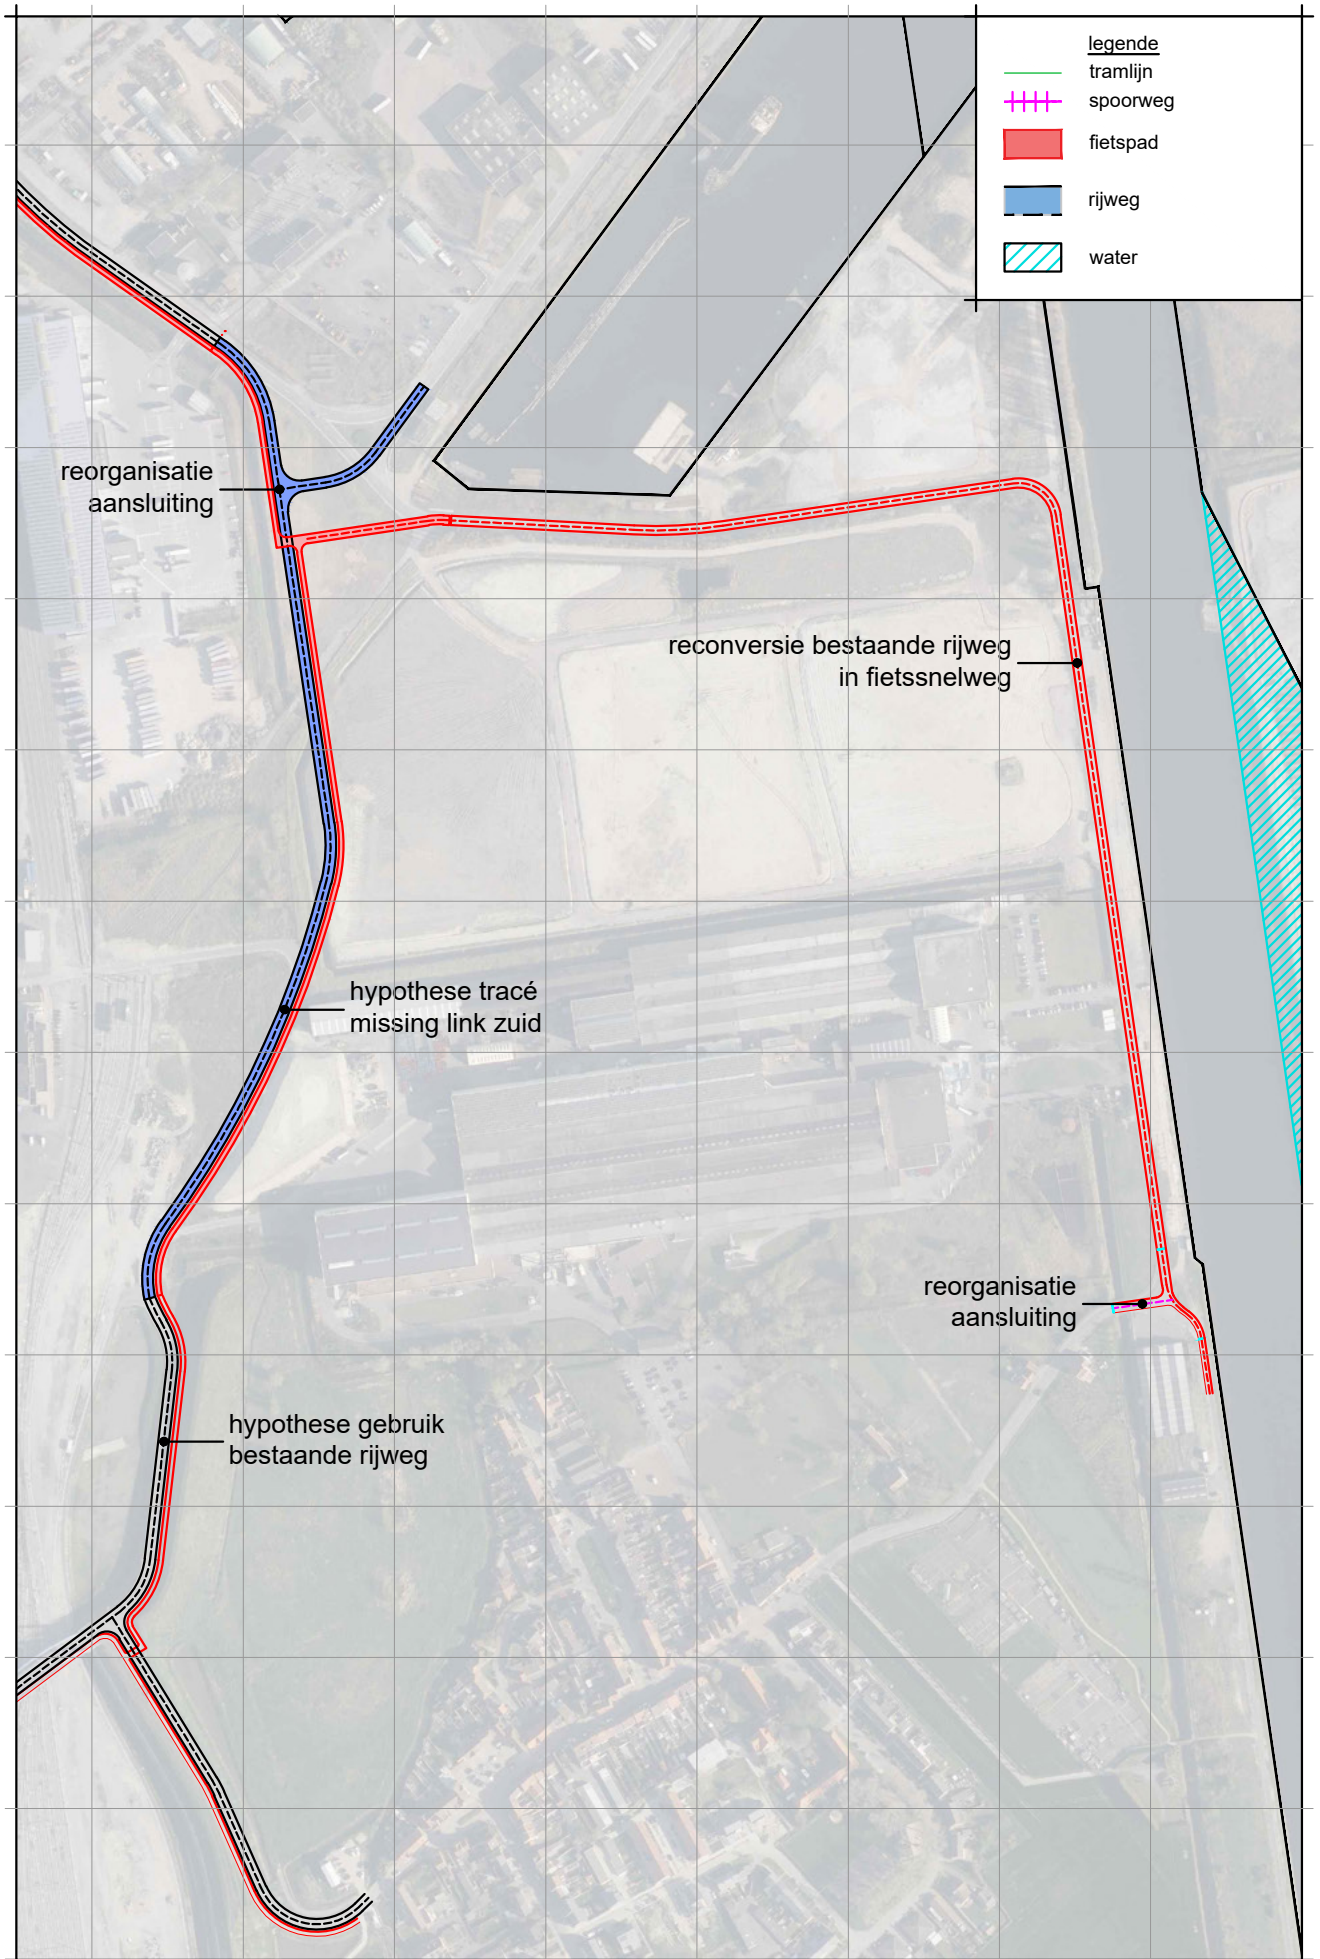 legende
tramlijn
spoorweg
fietspad
rijweg
water
reorganisatie
aansluiting
reconversie bestaande rijweg
in fietssnelweg
hypothese tracé
missing link zuid
reorganisatie
aansluiting
hypothese gebruik
bestaande rijweg